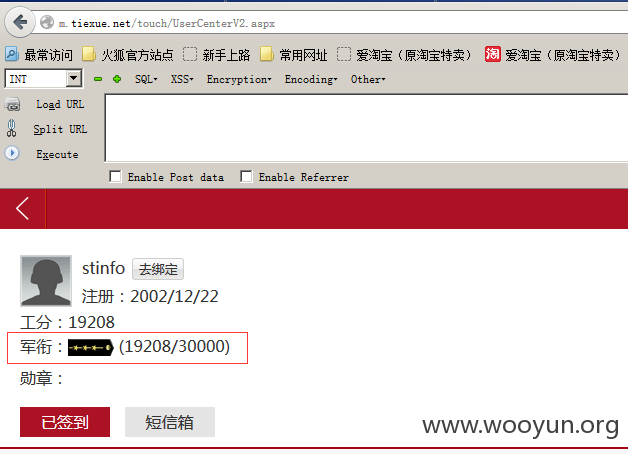 m.tiexue.net/touch/UserCenterV2.aspx
最常访问 火狐官方站点 新手上路 常用网址 爱淘宝（原淘宝特卖） 淘 爱淘宝（原淘宝特卖）
INT SQL XSS Encryption Encoding Other
Load URL
Split URL
Execute
Enable Post data Enable Referrer
stinfo 去绑定
注册：2002/12/22
工分：19208
军衔： (19208/30000)
勋章：
已签到 短信箱
www.wooyun.org